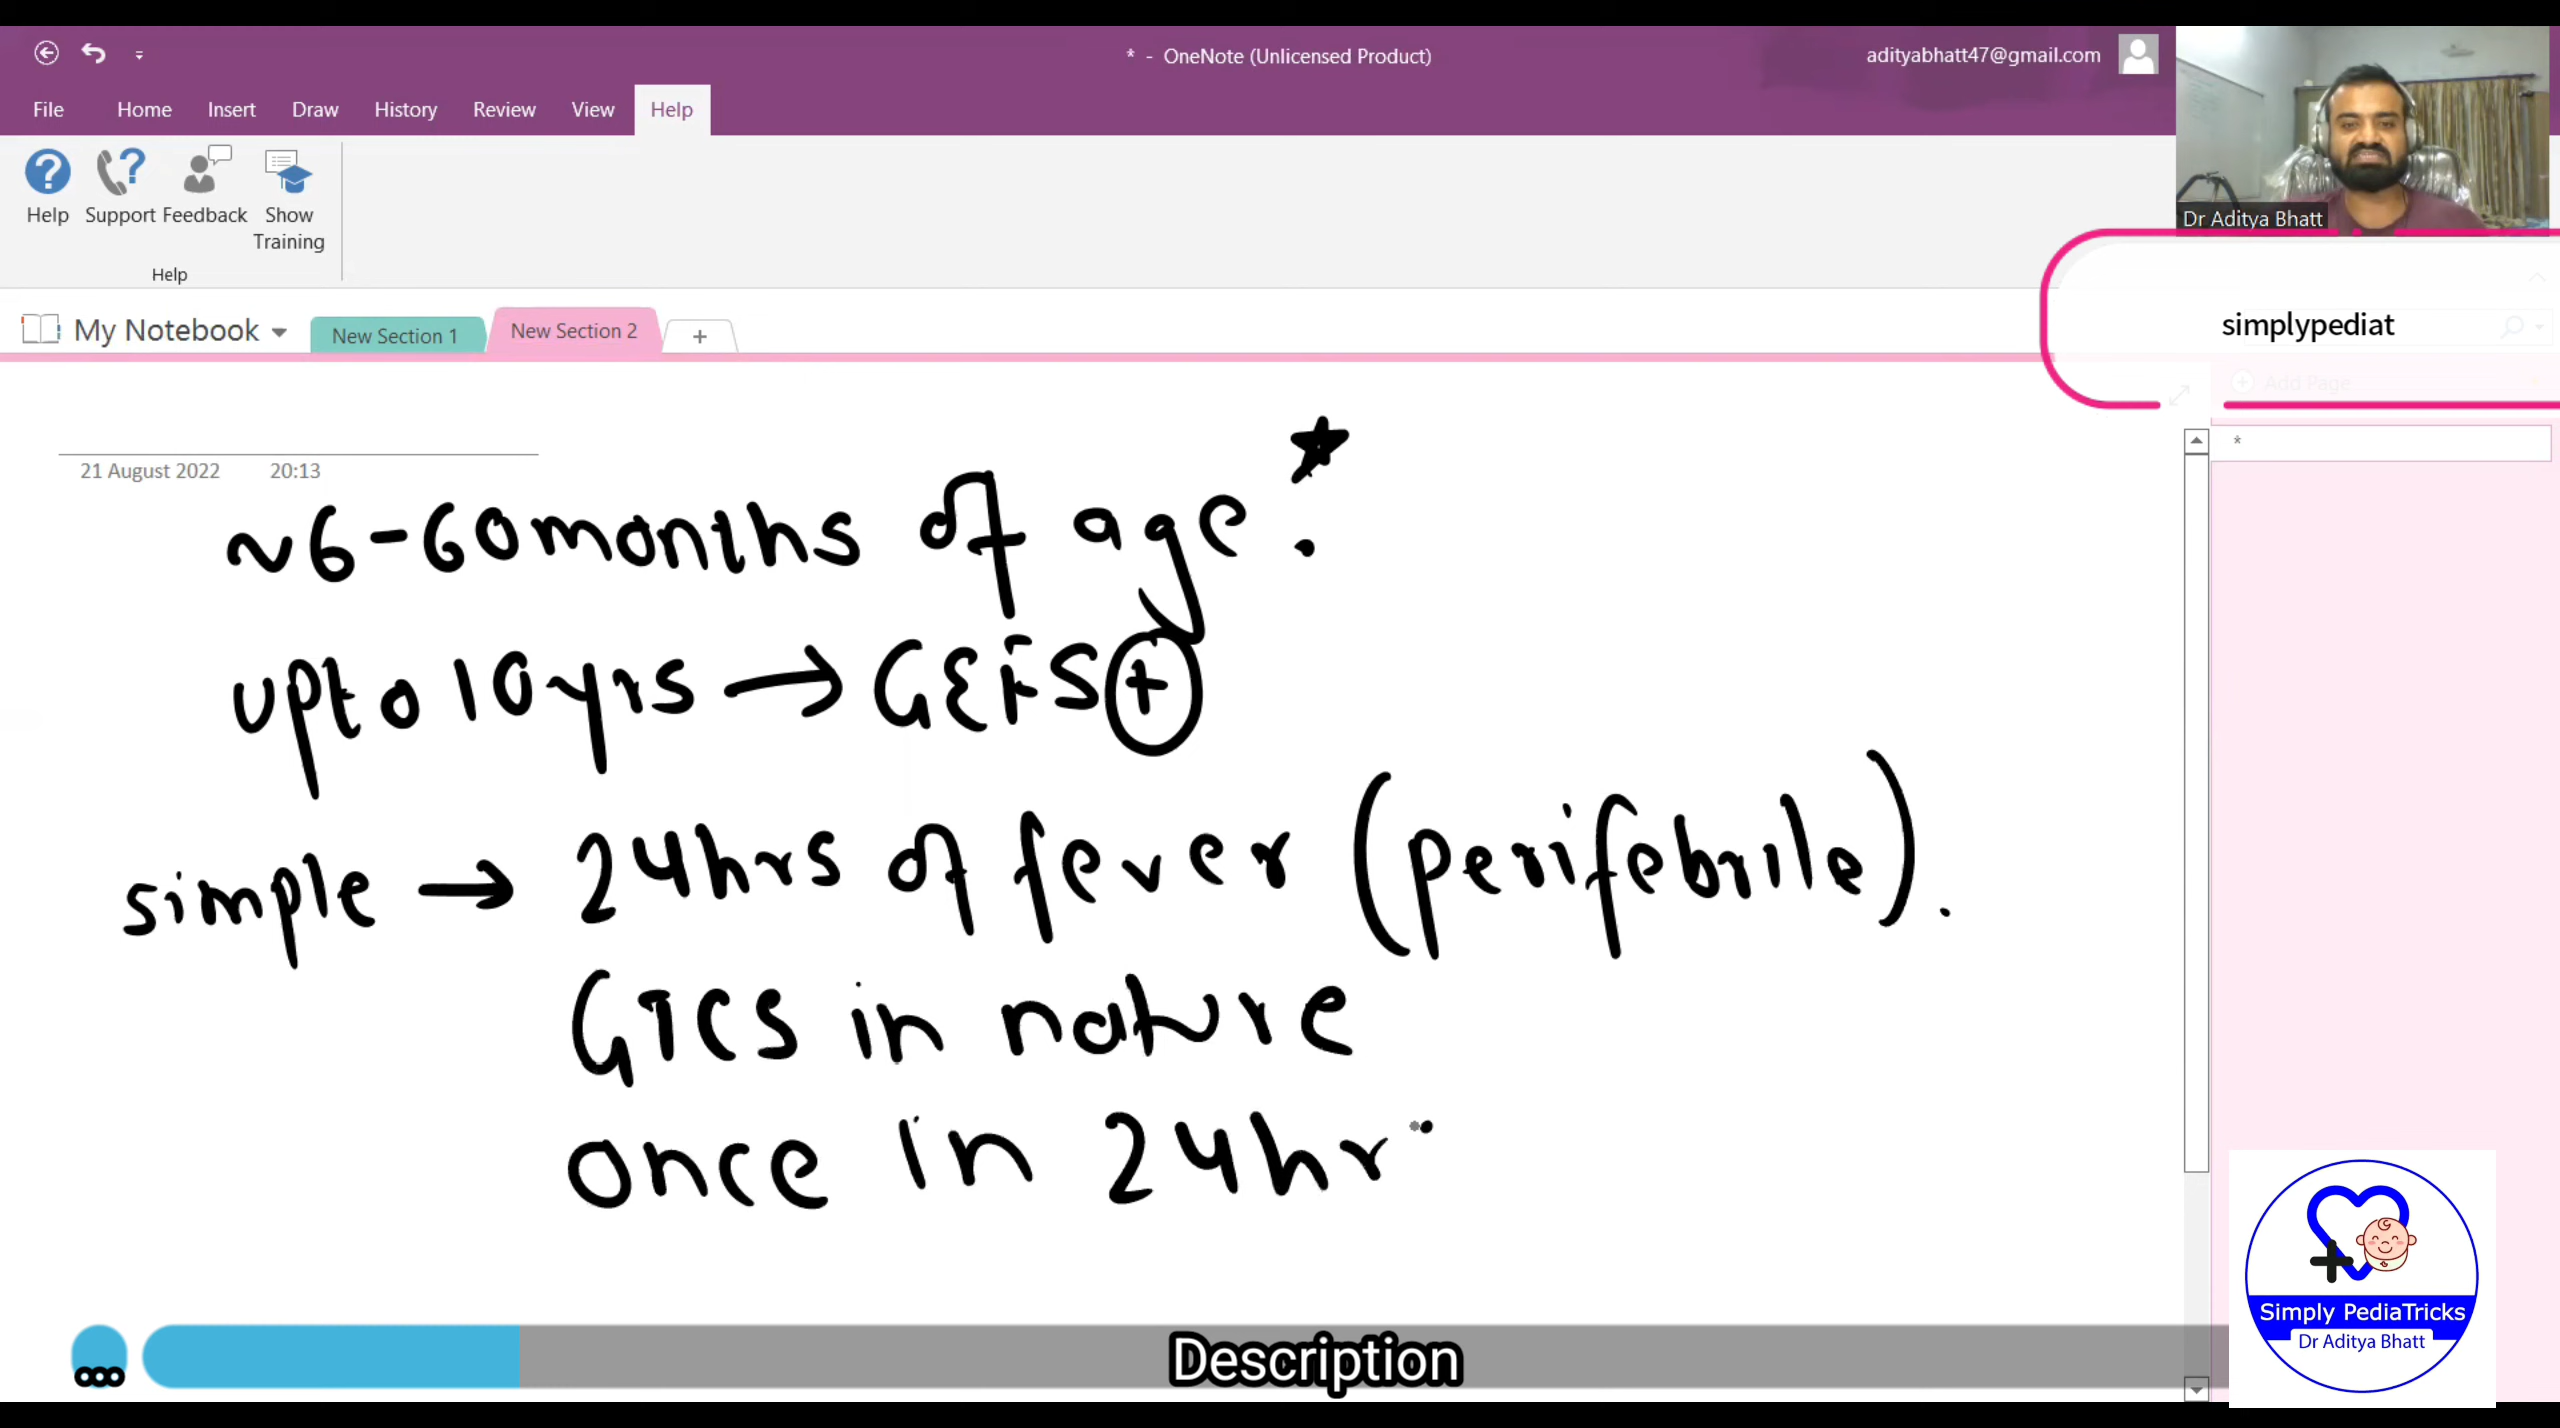 * - OneNote (Unlicensed Product)
adityabhatt47@gmail.com
File Home Insert Draw History Review View Help
Help Support Feedback Show Training
Help
Dr Aditya Bhatt
simplypediat
My Notebook New Section 1 New Section 2 +
Add Page
*
21 August 2022 20:13
~6-60months of age. ★
upto 10yrs → GEFS+
simple → 24hrs of fever (perifebrile).
GTCS in nature
once in 24hr
Simply PediaTricks
Dr Aditya Bhatt
Description